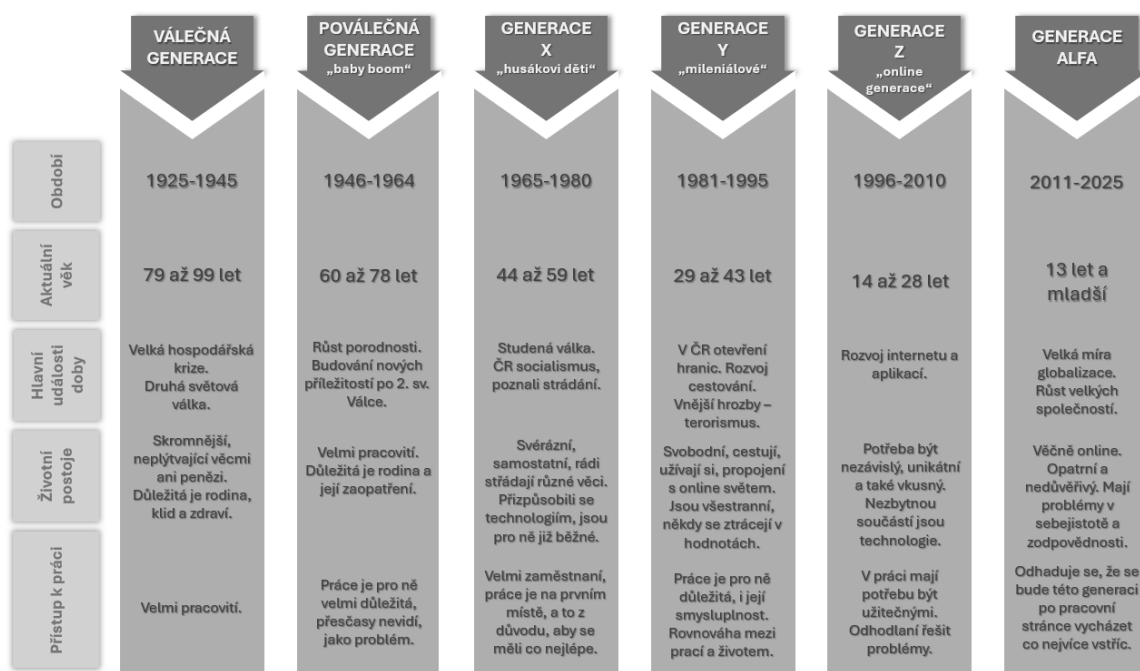 VÁLEČNÁ
GENERACE
POVÁLEČNÁ
GENERACE
„baby boom“
GENERACE
X
„husákovi děti“
GENERACE
Y
„mileniálové“
GENERACE
Z
„online
generace“
GENERACE
ALFA
Období
1925-1945
1946-1964
1965-1980
1981-1995
1996-2010
2011-2025
Aktuální
věk
79 až 99 let
60 až 78 let
44 až 59 let
29 až 43 let
14 až 28 let
13 let a
mladší
Hlavní
události
doby
Velká hospodářská
krize.
Druhá světová
válka.
Růst porodnosti.
Budování nových
příležitostí po 2. sv.
Válce.
Studená válka.
ČR socialismus,
poznali strádání.
V ČR otevření
hranic. Rozvoj
cestování.
Vnější hrozby –
terorismus.
Rozvoj internetu a
aplikací.
Velká míra
globalizace.
Růst velkých
společností.
Životní
postoje
Skromnější,
neplýtvající věcmi
ani penězi.
Důležitá je rodina,
klid a zdraví.
Velmi pracovití.
Důležitá je rodina a
její zaopatření.
Svérázní,
samostatní, rádi
střádají různé věci.
Přizpůsobili se
technologiím, jsou
pro ně již běžné.
Svobodní, cestují,
užívají si, propojení
s online světem.
Jsou všestranní,
někdy se ztrácejí v
hodnotách.
Potřeba být
nezávislý, unikátní
a také vkusný.
Nezbytnou
součástí jsou
technologie.
Věčně online.
Opatrní a
nedůvěřivý. Mají
problémy v
sebejistotě a
zodpovědnosti.
Přístup k práci
Velmi pracovití.
Práce je pro ně
velmi důležitá,
přesčasy nevidí,
jako problém.
Velmi zaměstnaní,
práce je na prvním
místě, a to z
důvodu, aby se
měli co nejlépe.
Práce je pro ně
důležitá, i její
smysluplnost.
Rovnováha mezi
prací a životem.
V práci mají
potřebu být
užitečnými.
Odhodlaní řešit
problémy.
Odhaduje se, že se
bude této generaci
po pracovní
stránce vycházet
co nejvíce vstříc.